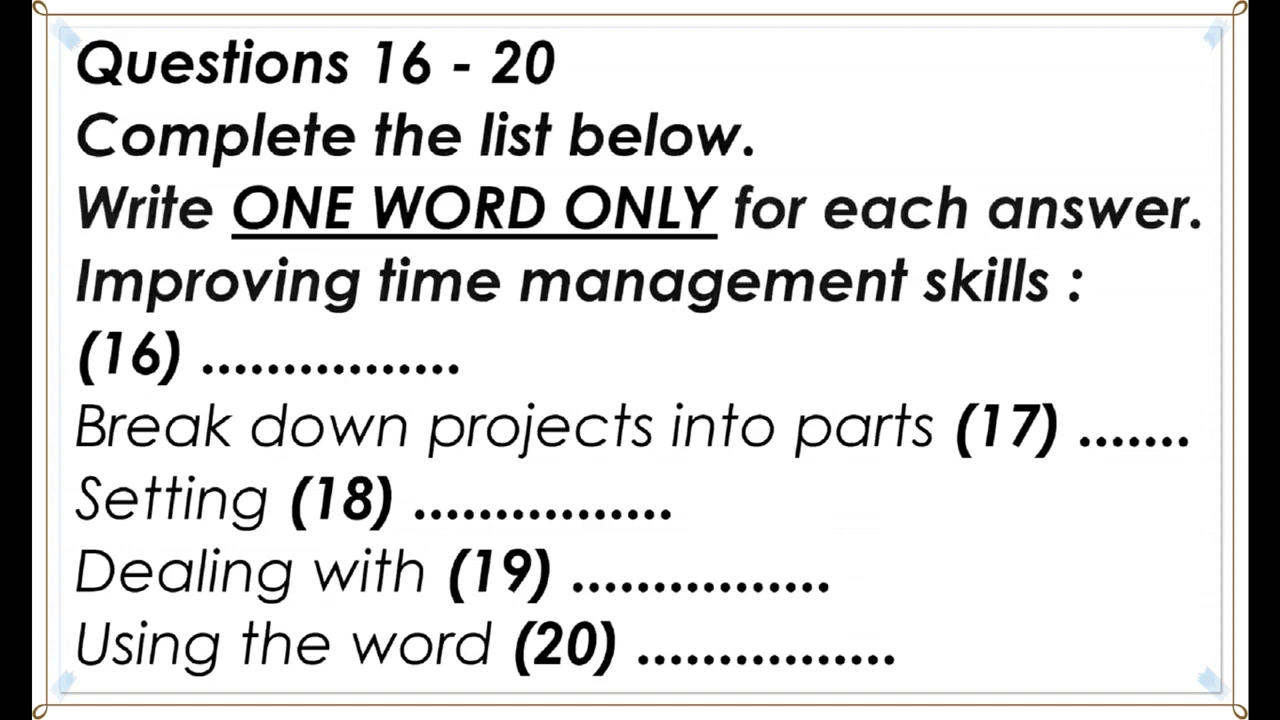 Questions 16 - 20
Complete the list below.
Write ONE WORD ONLY for each answer.
Improving time management skills :
(16) ................
Break down projects into parts (17) .......
Setting (18) ................
Dealing with (19) ................
Using the word (20) ................